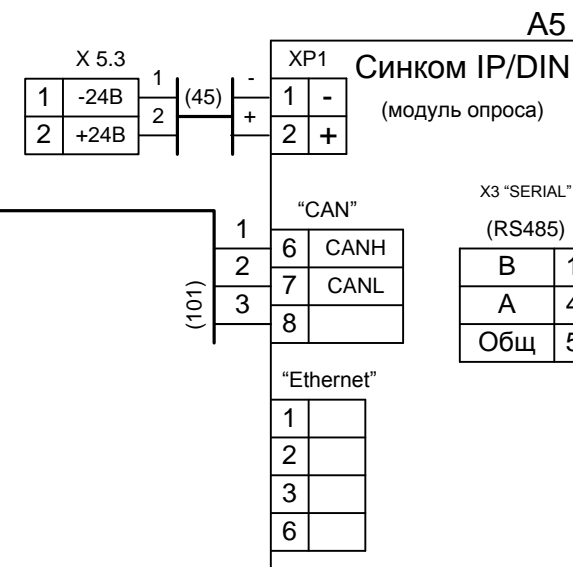 A5
X 5.3
1 -24В
2 +24В
1
2
(45)
-
+
XP1
1 -
2 +
Синком IP/DIN
(модуль опроса)
“CAN”
1
2
3
(101)
6 CANH
7 CANL
8
X3 “SERIAL”
(RS485)
B 1
A 4
Общ 5
“Ethernet”
1
2
3
6